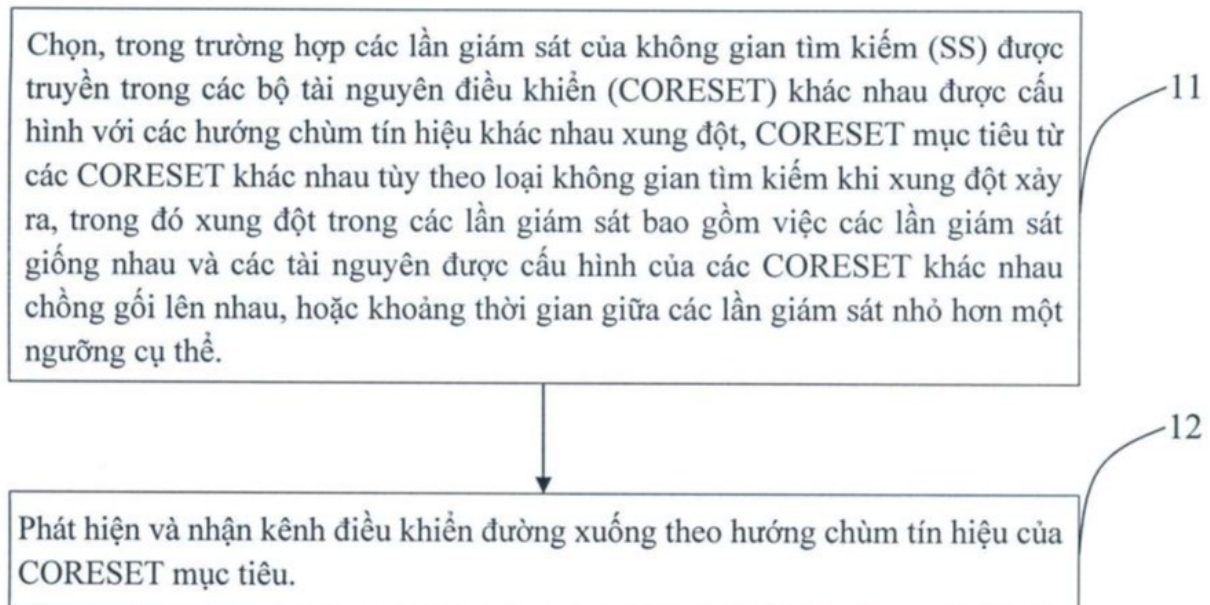 Chọn, trong trường hợp các lần giám sát của không gian tìm kiếm (SS) được
truyền trong các bộ tài nguyên điều khiển (CORESET) khác nhau được cấu
hình với các hướng chùm tín hiệu khác nhau xung đột, CORESET mục tiêu từ
các CORESET khác nhau tùy theo loại không gian tìm kiếm khi xung đột xảy
ra, trong đó xung đột trong các lần giám sát bao gồm việc các lần giám sát
giống nhau và các tài nguyên được cấu hình của các CORESET khác nhau
chồng gối lên nhau, hoặc khoảng thời gian giữa các lần giám sát nhỏ hơn một
ngưỡng cụ thể.
11
12
Phát hiện và nhận kênh điều khiển đường xuống theo hướng chùm tín hiệu của
CORESET mục tiêu.